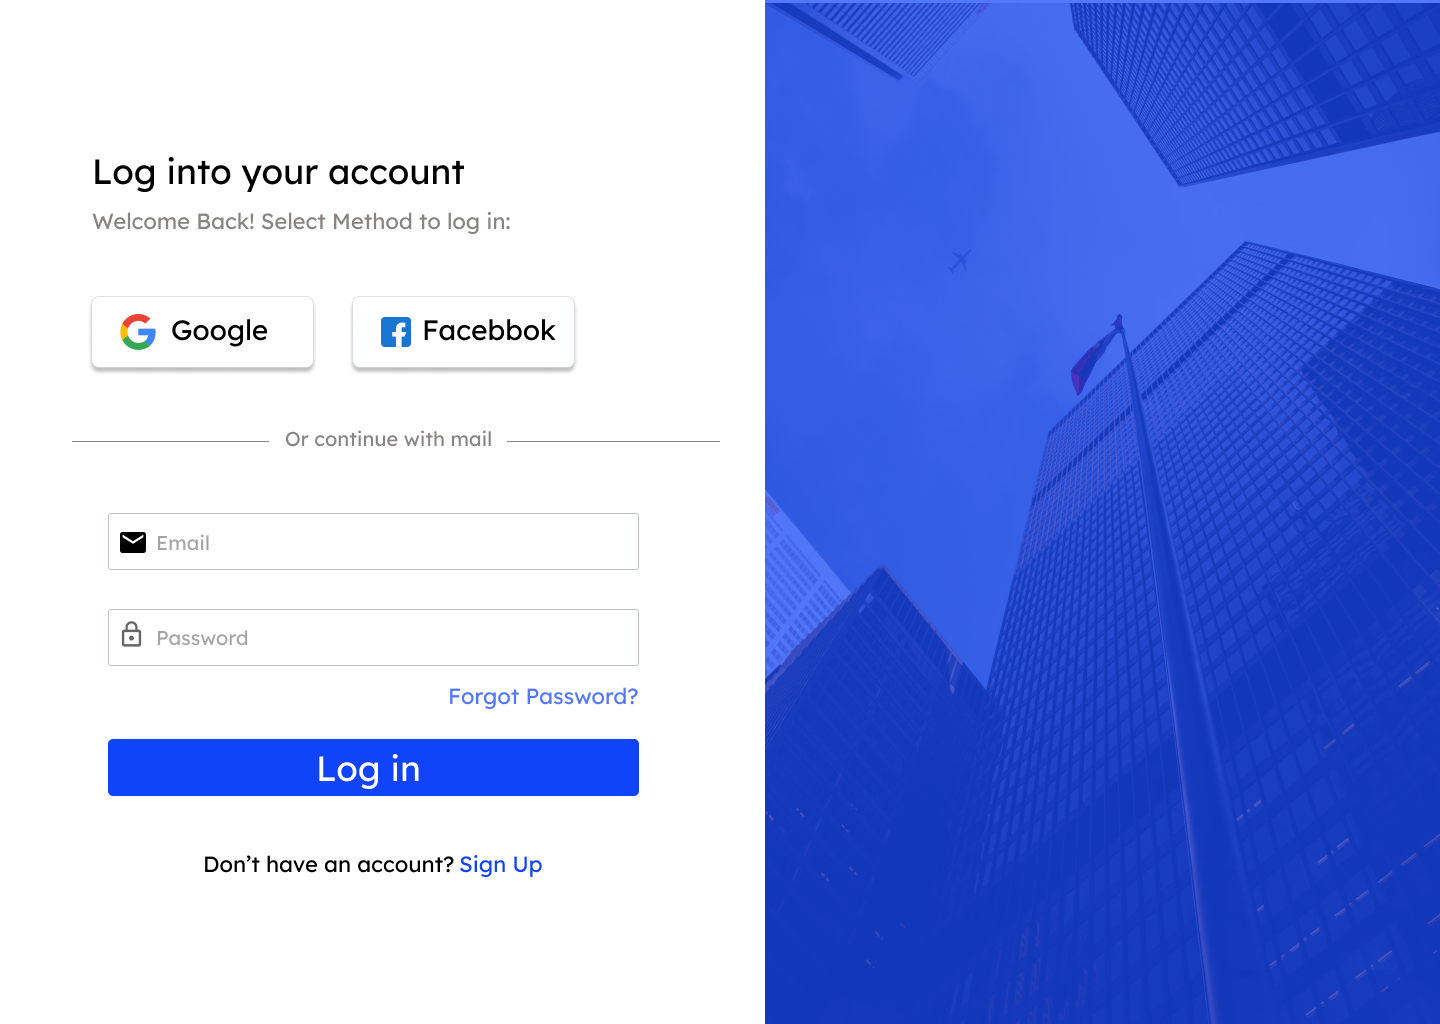 Log into your account
Welcome Back! Select Method to log in:
Google
Facebbok
Or continue with mail
Email
Password
Forgot Password?
Log in
Don’t have an account? Sign Up